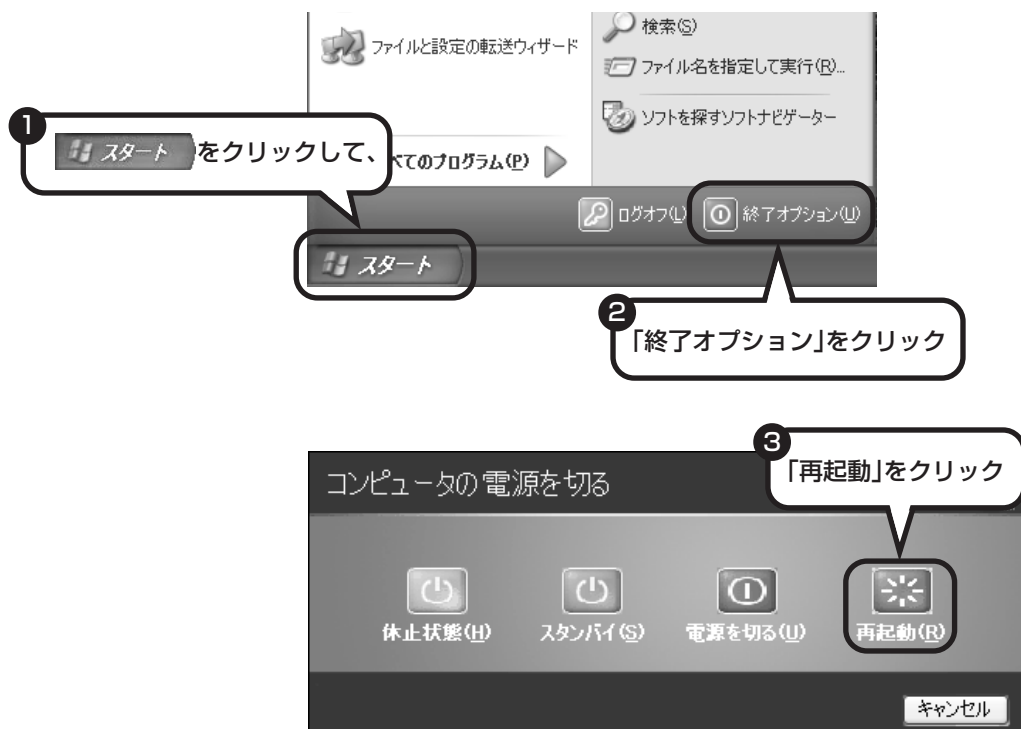 検索(S)
ファイルと設定の転送ウィザード
ファイル名を指定して実行(R)...
ソフトを探すソフトナビゲーター
1
スタート をクリックして、
べてのプログラム(P)
ログオフ(L)
終了オプション(U)
スタート
2
「終了オプション」をクリック
3
「再起動」をクリック
コンピュータの電源を切る
休止状態(H)
スタンバイ(S)
電源を切る(U)
再起動(R)
キャンセル